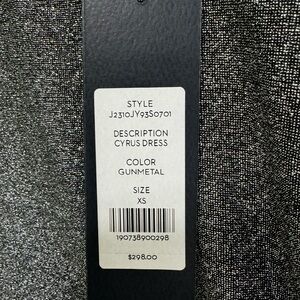 STYLE
J2310JY93S0701
DESCRIPTION
CYRUS DRESS
COLOR
GUNMETAL
SIZE
XS
190738900298
$298.00